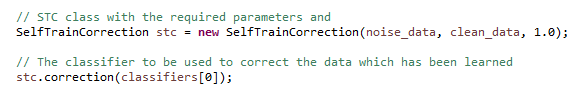 // STC class with the required parameters and
SelfTrainCorrection stc = new SelfTrainCorrection(noise_data, clean_data, 1.0);
// The classifier to be used to correct the data which has been learned
stc.correction(classifiers[0]);